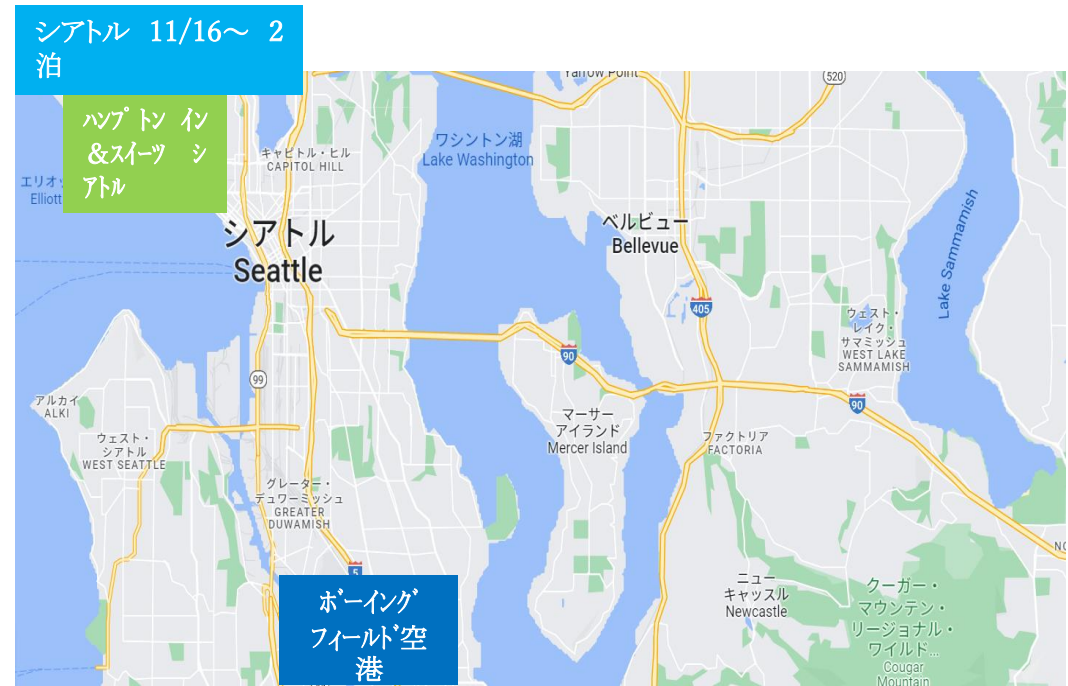 シアトル 11/16～ 2
泊
ﾊﾝﾌﾟﾄﾝ イン
＆ｽｲｰﾂ シ
ｱﾄﾙ
Yarrow Point
520
ワシントン湖
Lake Washington
キャピトル・ヒル
CAPITOL HILL
エリオッ
Elliott
シアトル
Seattle
ベルビュー
Bellevue
Lake Sammamish
405
ウェスト・
レイク・
サマミッシュ
WEST LAKE
SAMMAMISH
90
99
90
アルカイ
ALKI
マーサー
アイランド
Mercer Island
ファクトリア
FACTORIA
ウェスト・
シアトル
WEST SEATTLE
グレーター・
デュワーミッシュ
GREATER
DUWAMISH
5
ﾎﾞｰｲﾝｸﾞ
ﾌｨｰﾙﾄﾞ空
港
ニュー
キャッスル
Newcastle
クーガー・
マウンテン・
リージョナル・
ワイルド...
Cougar
Mountain